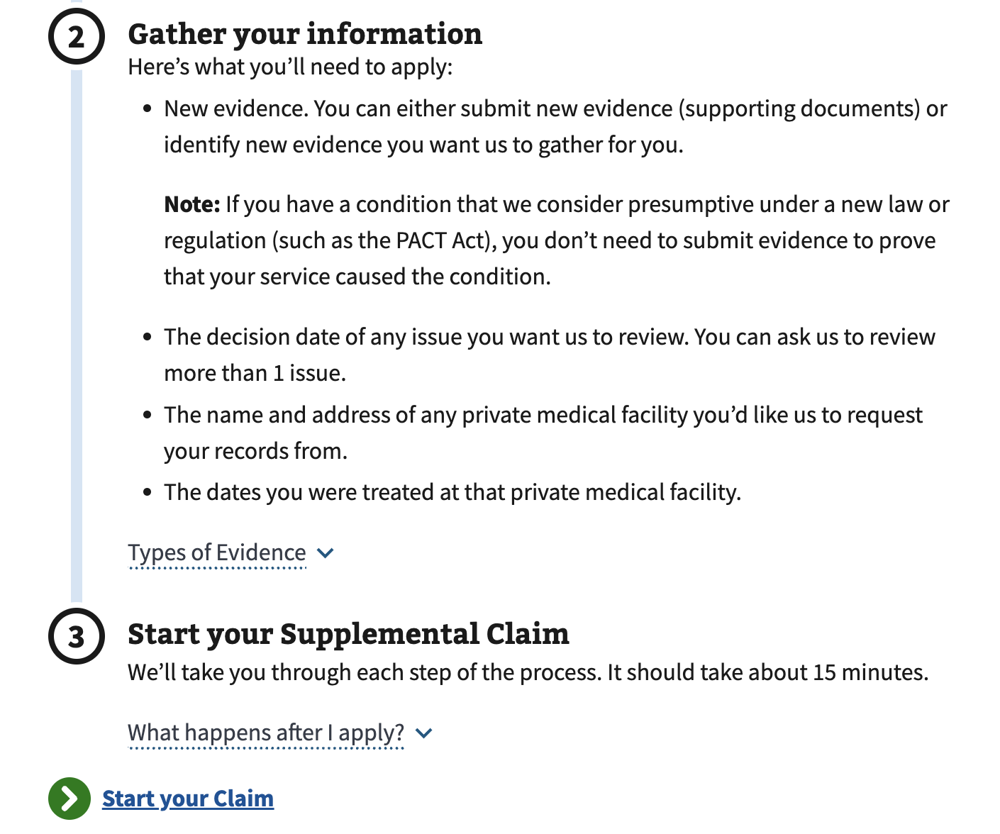 2
Gather your information
Here’s what you’ll need to apply:
• New evidence. You can either submit new evidence (supporting documents) or
identify new evidence you want us to gather for you.
Note: If you have a condition that we consider presumptive under a new law or
regulation (such as the PACT Act), you don’t need to submit evidence to prove
that your service caused the condition.
• The decision date of any issue you want us to review. You can ask us to review
more than 1 issue.
• The name and address of any private medical facility you’d like us to request
your records from.
• The dates you were treated at that private medical facility.
Types of Evidence
3
Start your Supplemental Claim
We’ll take you through each step of the process. It should take about 15 minutes.
What happens after I apply?
Start your Claim